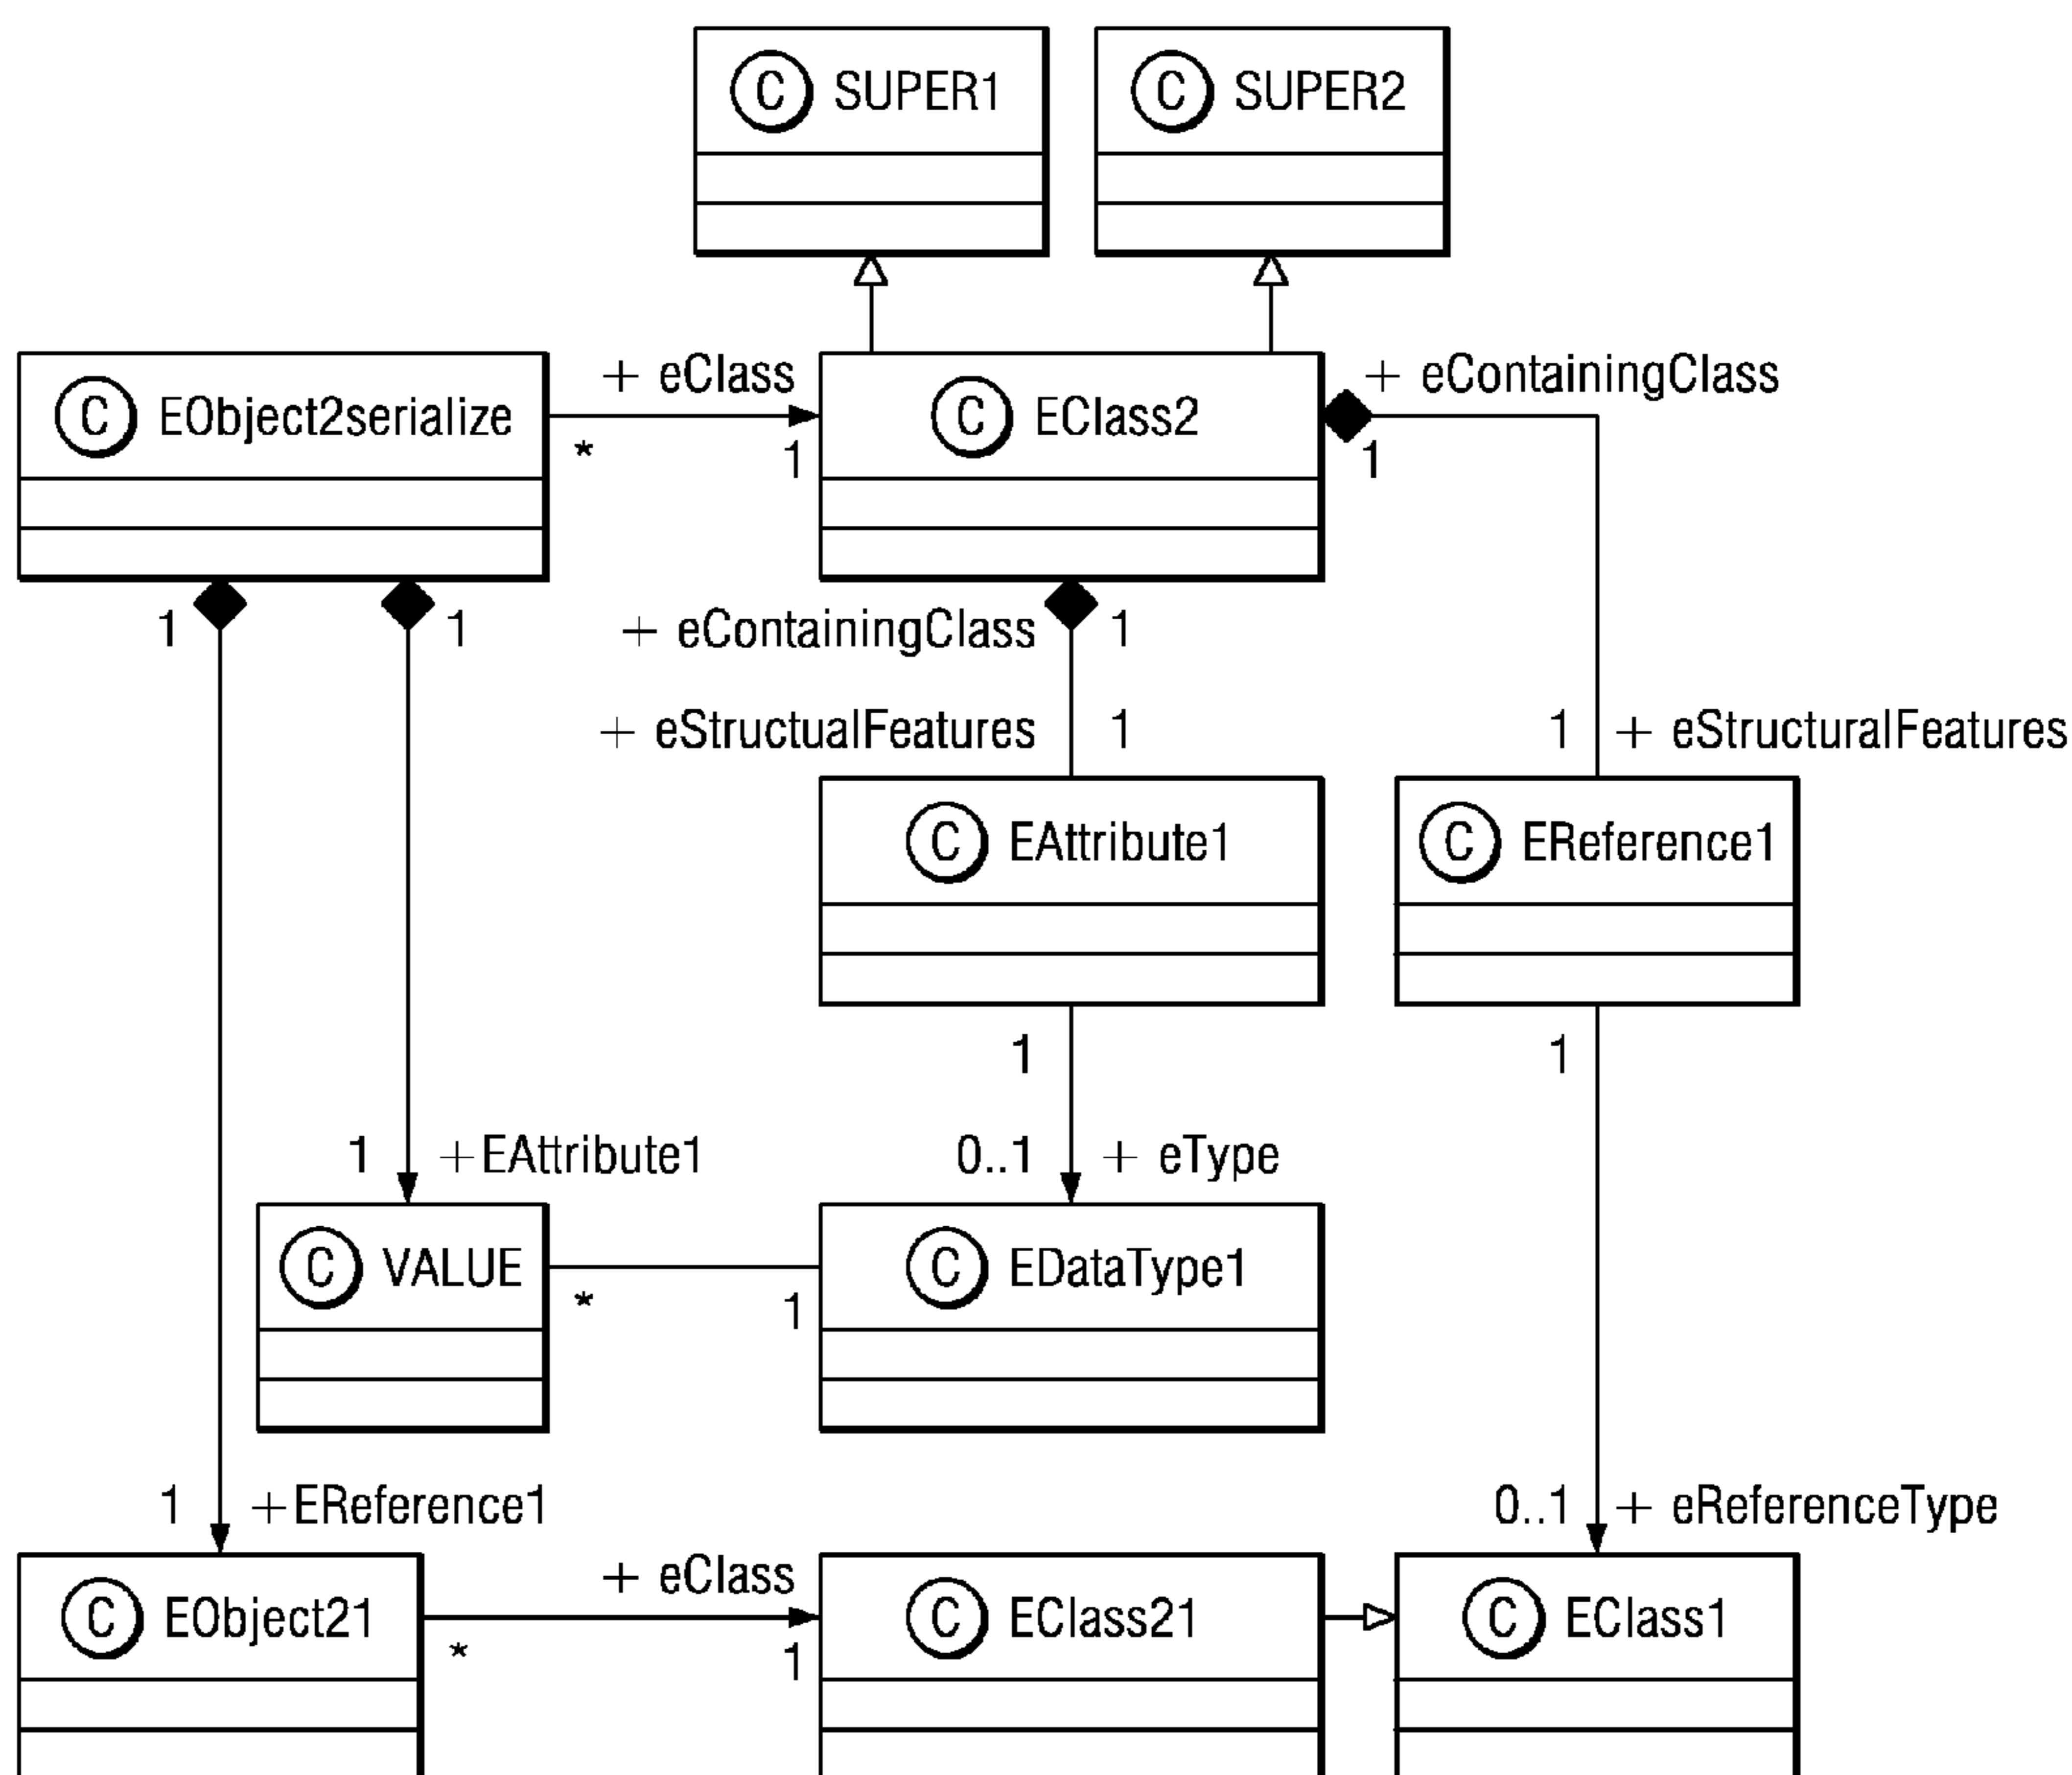 C SUPER1
C SUPER2
C EObject2serialize
+ eClass
*
1
C EClass2
+ eContainingClass
1
1
1
+ eContainingClass
1
+ eStructualFeatures
1
1
+ eStructuralFeatures
C EAttribute1
C EReference1
1
1
1
+EAttribute1
0..1
+ eType
C VALUE
*
1
C EDataType1
1
+EReference1
0..1
+ eReferenceType
C EObject21
+ eClass
*
1
C EClass21
C EClass1